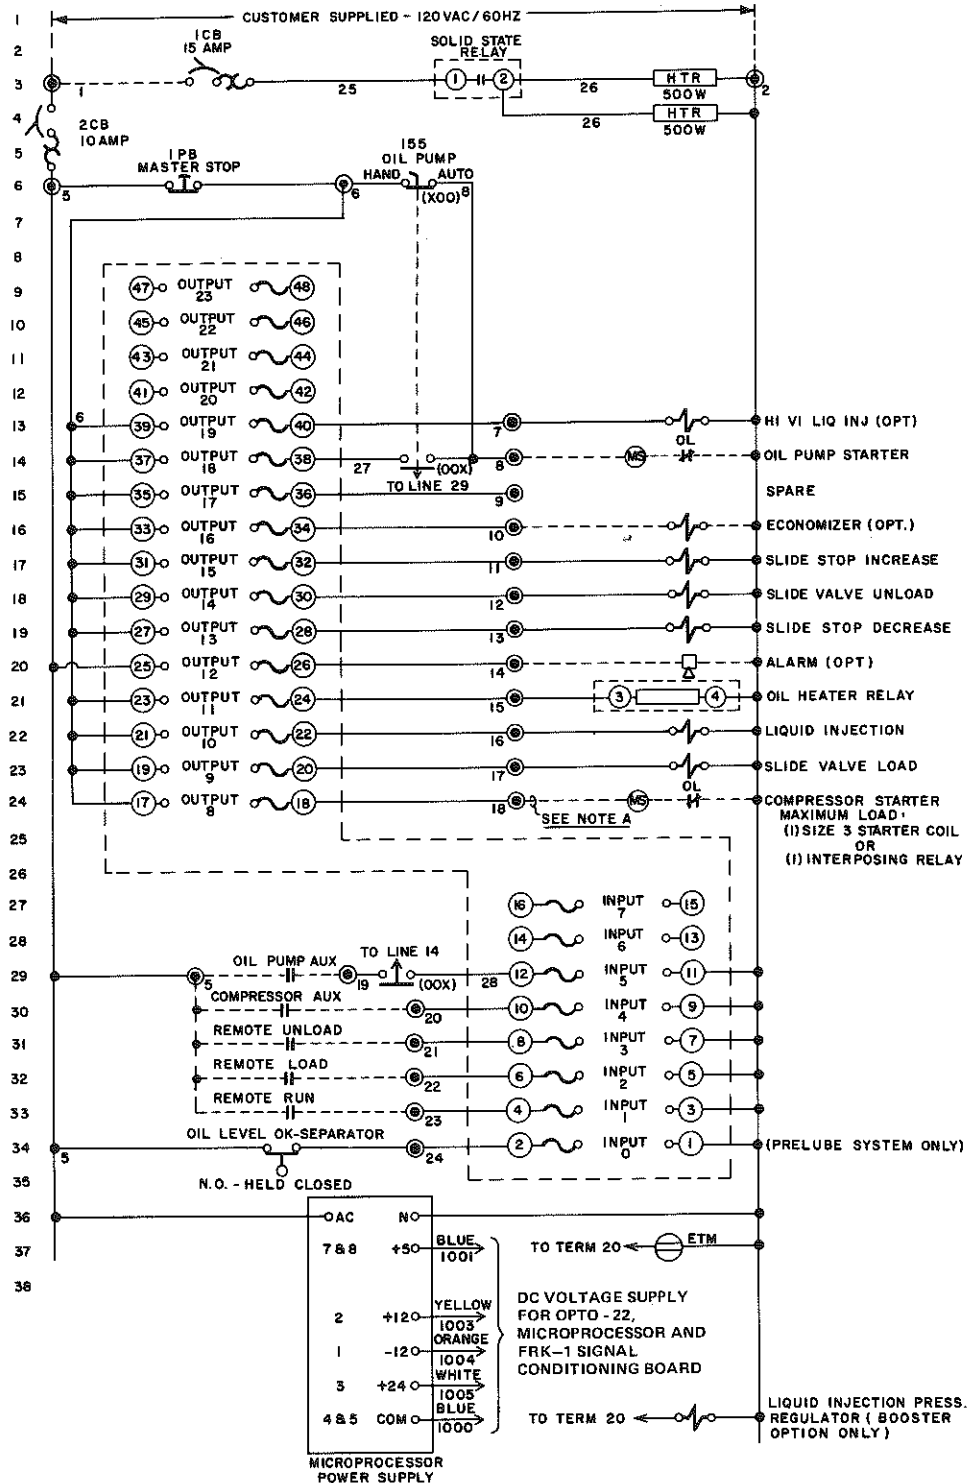 1 CUSTOMER SUPPLIED - 120VAC/60HZ
2 1CB 15 AMP SOLID STATE RELAY
3 1 25 1 2 26 HTR 500W 2
4 2CB 10 AMP 26 HTR 500W
5 1PB MASTER STOP 155 OIL PUMP
6 5 6 HAND AUTO (XOO) 8
7
8
9 47 OUTPUT 23 48
10 45 OUTPUT 22 46
11 43 OUTPUT 21 44
12 41 OUTPUT 20 42
13 6 39 OUTPUT 19 40 7 HI VI LIQ INJ (OPT)
14 37 OUTPUT 18 38 27 (OOX) 8 MS OL OIL PUMP STARTER
TO LINE 29
15 35 OUTPUT 17 36 9 SPARE
16 33 OUTPUT 16 34 10 ECONOMIZER (OPT.)
17 31 OUTPUT 15 32 11 SLIDE STOP INCREASE
18 29 OUTPUT 14 30 12 SLIDE VALVE UNLOAD
19 27 OUTPUT 13 28 13 SLIDE STOP DECREASE
20 25 OUTPUT 12 26 14 ALARM (OPT)
21 23 OUTPUT 11 24 15 3 4 OIL HEATER RELAY
22 21 OUTPUT 10 22 16 LIQUID INJECTION
23 19 OUTPUT 9 20 17 SLIDE VALVE LOAD
24 17 OUTPUT 8 18 18 MS OL COMPRESSOR STARTER
SEE NOTE A
MAXIMUM LOAD:
25 (1) SIZE 3 STARTER COIL
OR
26 (1) INTERPOSING RELAY
27 16 INPUT 7 15
28 14 INPUT 6 13
TO LINE 14
29 5 OIL PUMP AUX 19 (OOX) 28 12 INPUT 5 11
30 COMPRESSOR AUX 20 10 INPUT 4 9
31 REMOTE UNLOAD 21 8 INPUT 3 7
32 REMOTE LOAD 22 6 INPUT 2 5
33 REMOTE RUN 23 4 INPUT 1 3
34 5 OIL LEVEL OK-SEPARATOR 24 2 INPUT 0 1 (PRELUBE SYSTEM ONLY)
35 N.O. - HELD CLOSED
36 AC N
37 7 & 8 +5 BLUE 1001 TO TERM 20 ETM
38
2 +12 YELLOW 1003
1 -12 ORANGE 1004
3 +24 WHITE 1005
4 & 5 COM BLUE 1000
DC VOLTAGE SUPPLY
FOR OPTO-22,
MICROPROCESSOR AND
FRK-1 SIGNAL
CONDITIONING BOARD
TO TERM 20
LIQUID INJECTION PRESS.
REGULATOR (BOOSTER
OPTION ONLY)
MICROPROCESSOR
POWER SUPPLY